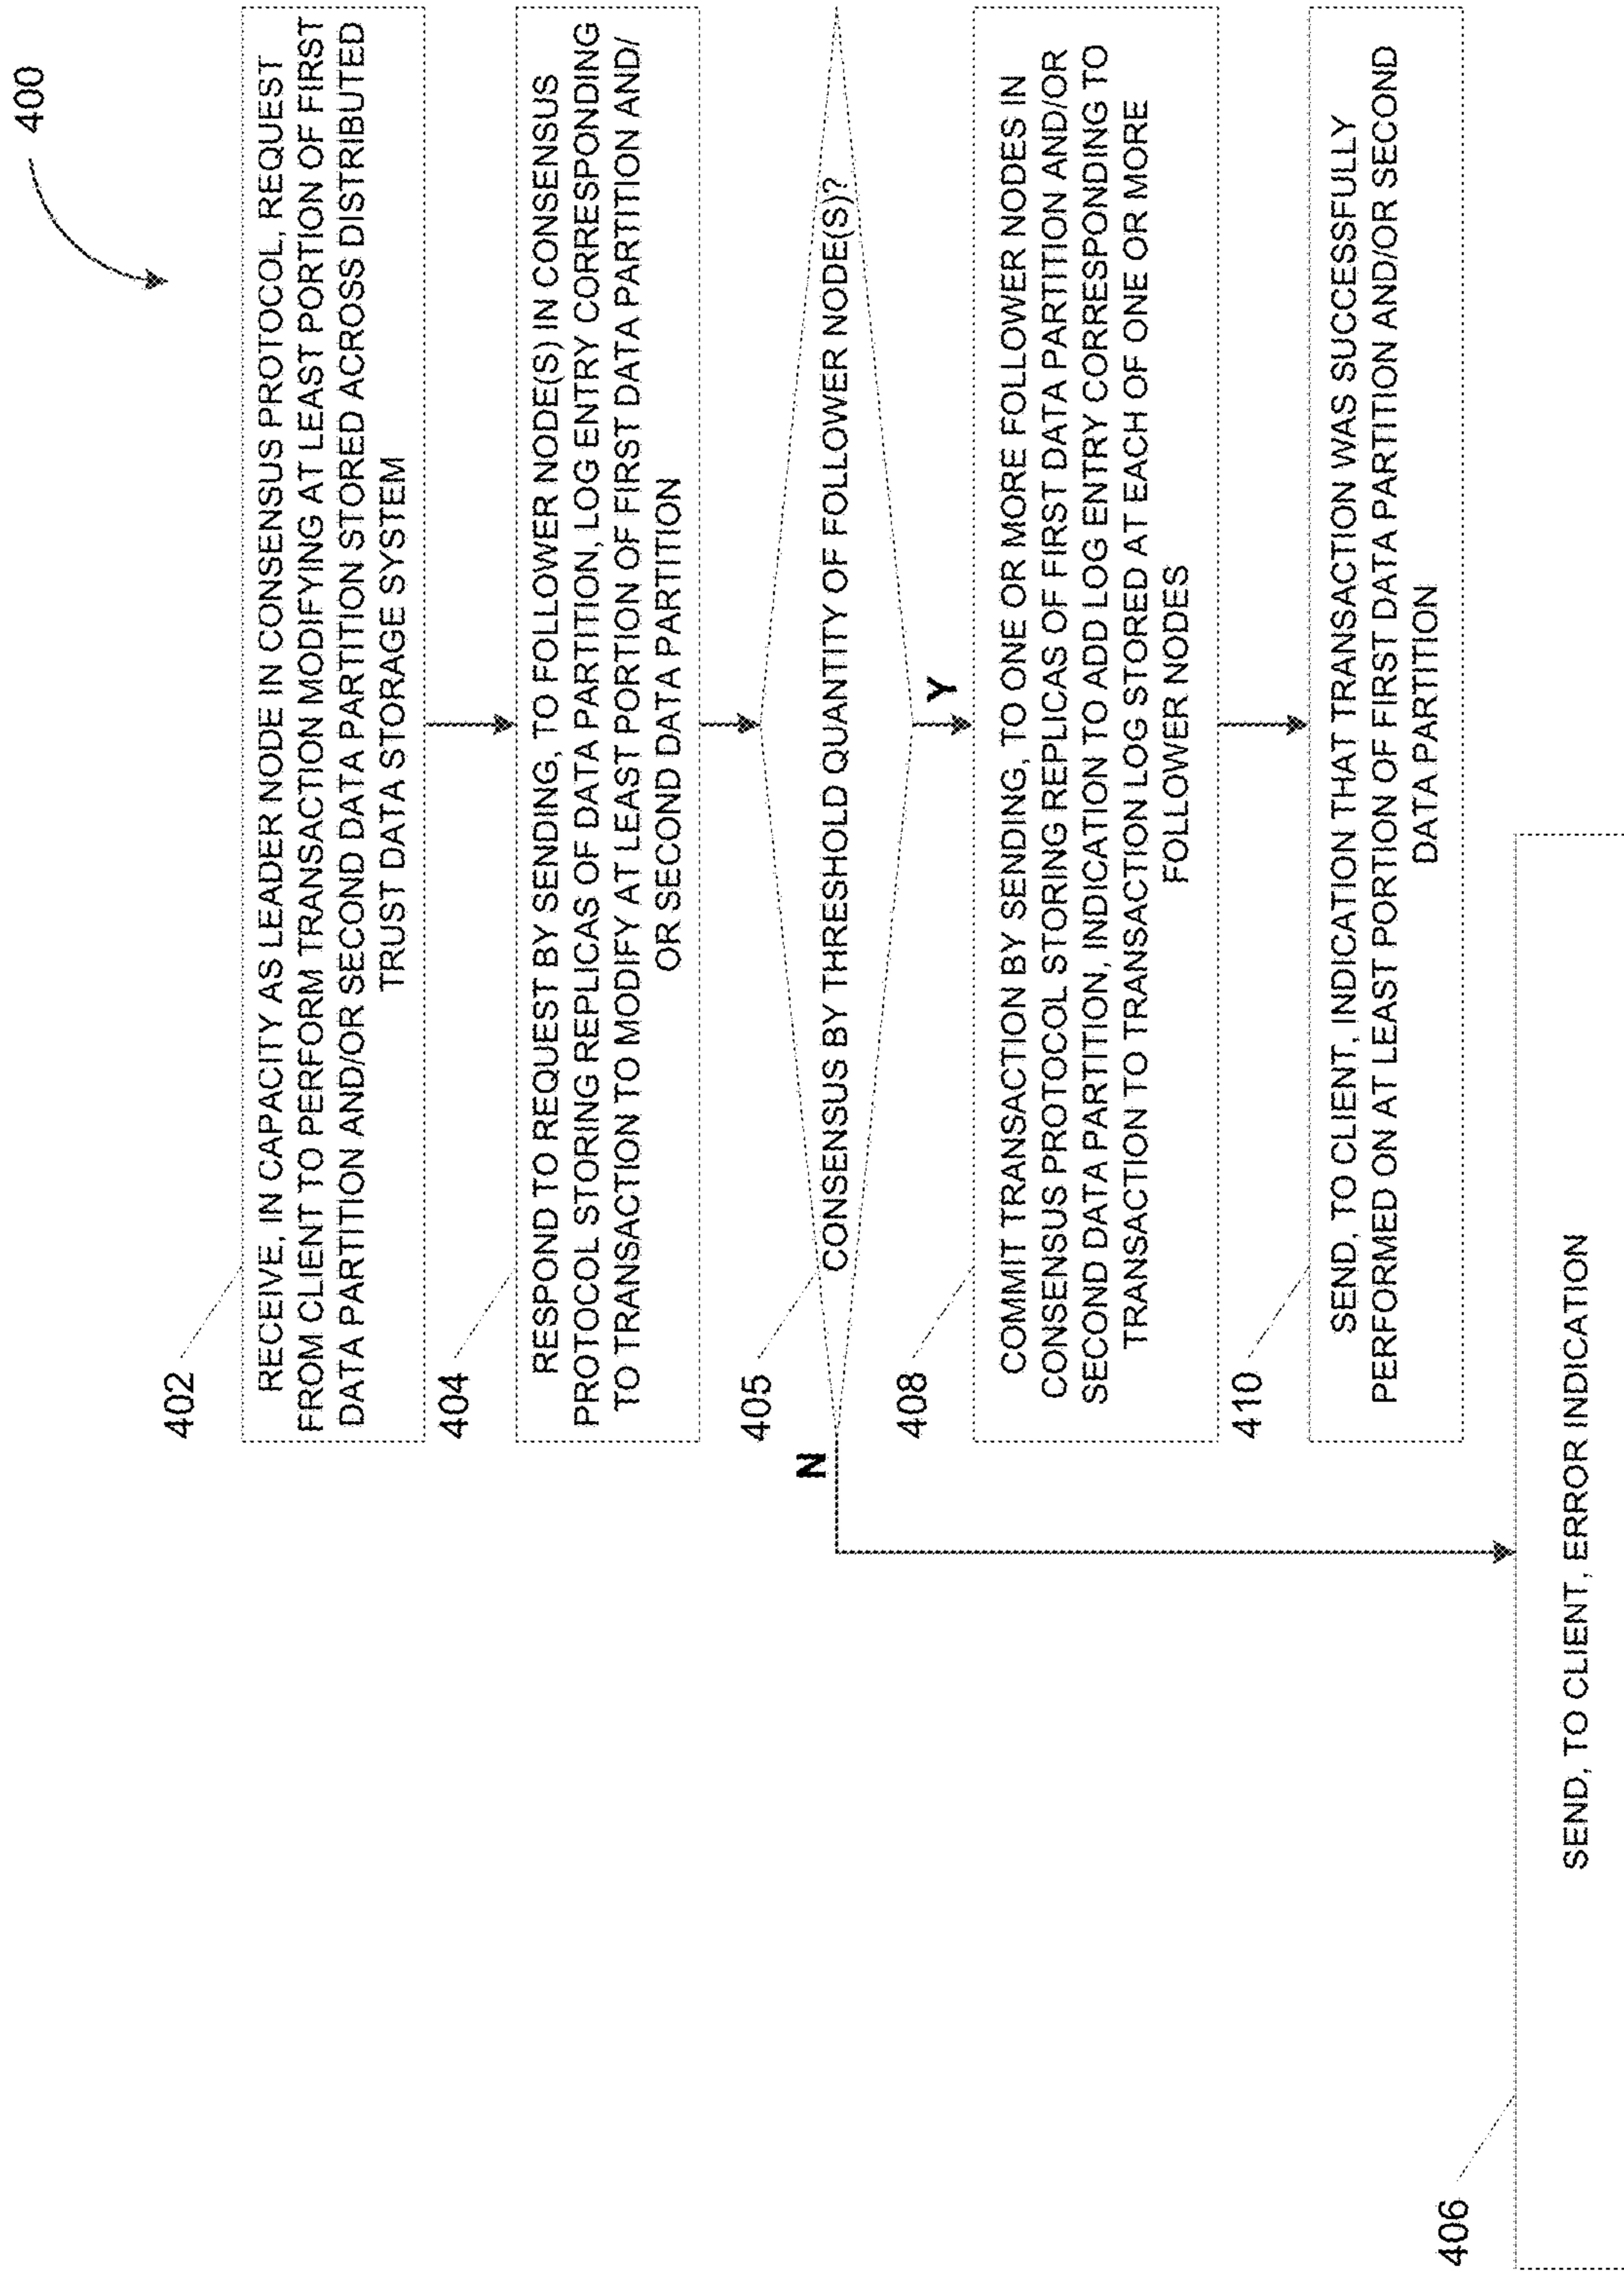 400
402
RECEIVE, IN CAPACITY AS LEADER NODE IN CONSENSUS PROTOCOL, REQUEST
FROM CLIENT TO PERFORM TRANSACTION MODIFYING AT LEAST PORTION OF FIRST
DATA PARTITION AND/OR SECOND DATA PARTITION STORED ACROSS DISTRIBUTED
TRUST DATA STORAGE SYSTEM
404
RESPOND TO REQUEST BY SENDING, TO FOLLOWER NODE(S) IN CONSENSUS
PROTOCOL STORING REPLICAS OF DATA PARTITION, LOG ENTRY CORRESPONDING
TO TRANSACTION TO MODIFY AT LEAST PORTION OF FIRST DATA PARTITION AND/
OR SECOND DATA PARTITION
405
CONSENSUS BY THRESHOLD QUANTITY OF FOLLOWER NODE(S)?
N
Y
408
COMMIT TRANSACTION BY SENDING, TO ONE OR MORE FOLLOWER NODES IN
CONSENSUS PROTOCOL STORING REPLICAS OF FIRST DATA PARTITION AND/OR
SECOND DATA PARTITION, INDICATION TO ADD LOG ENTRY CORRESPONDING TO
TRANSACTION TO TRANSACTION LOG STORED AT EACH OF ONE OR MORE
FOLLOWER NODES
410
SEND, TO CLIENT, INDICATION THAT TRANSACTION WAS SUCCESSFULLY
PERFORMED ON AT LEAST PORTION OF FIRST DATA PARTITION AND/OR SECOND
DATA PARTITION
406
SEND, TO CLIENT, ERROR INDICATION